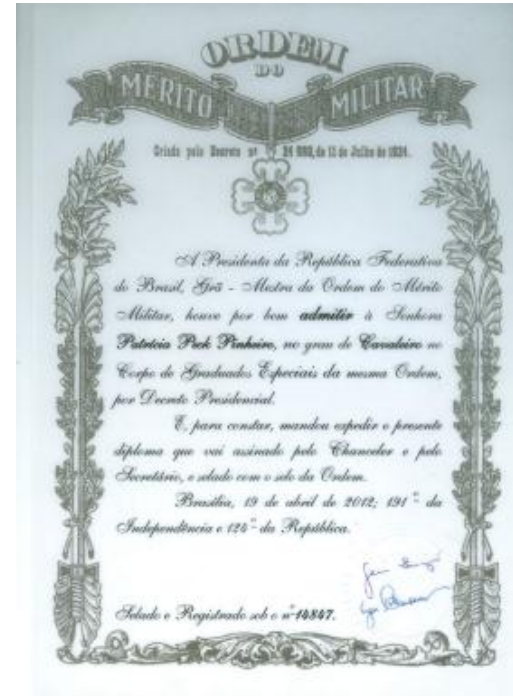 ORDEM
DO
MÉRITO MILITAR
Criada pelo Decreto nº 24 660, de 11 de Julho de 1934.
A Presidenta da República Federativa
do Brasil, Grã - Mestra da Ordem do Mérito
Militar, houve por bem admitir à Senhora
Patricia Peck Pinheiro, no grau de Cavaleiro no
Corpo de Graduados Especiais da mesma Ordem,
por Decreto Presidencial.
E, para constar, mandou expedir o presente
diploma que vai assinado pelo Chanceler e pelo
Secretário, e selado com o selo da Ordem.
Brasília, 19 de abril de 2012; 191º da
Independência e 124º da República.
Selado e Registrado sob o nº 14847.